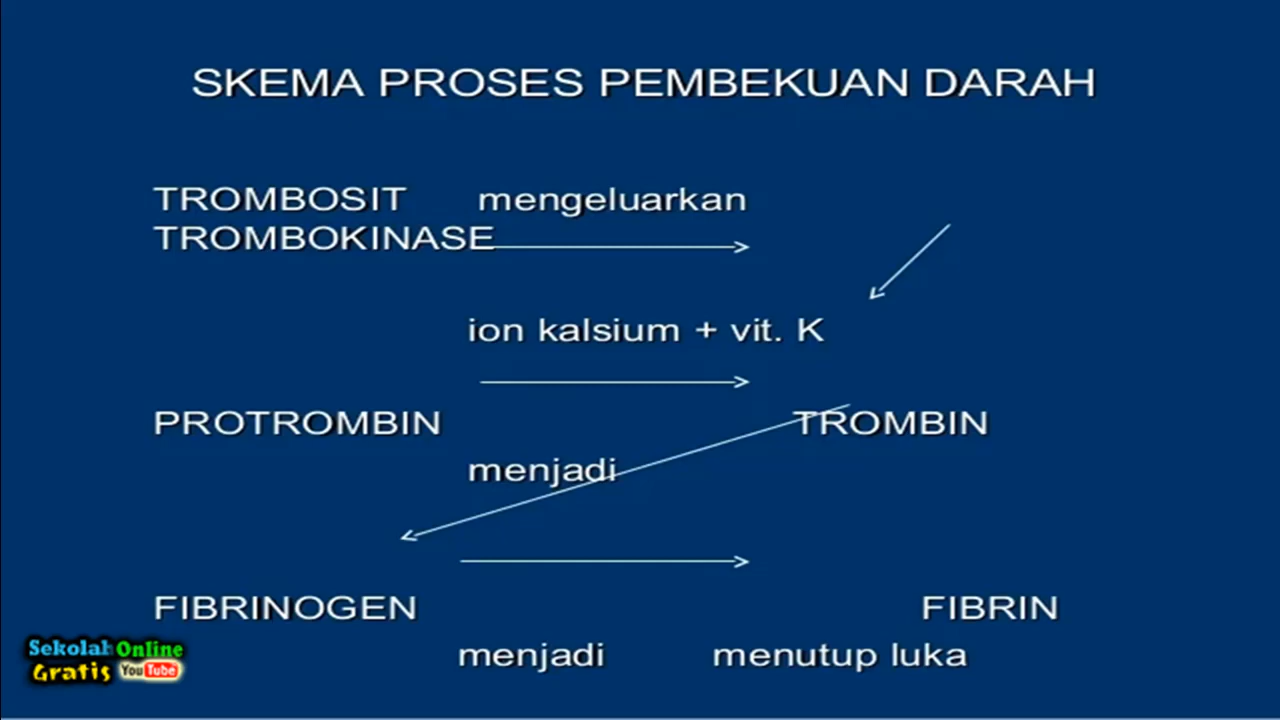 SKEMA PROSES PEMBEKUAN DARAH
TROMBOSIT mengeluarkan
TROMBOKINASE
ion kalsium + vit. K
PROTROMBIN TROMBIN
menjadi
FIBRINOGEN FIBRIN
menjadi menutup luka
Sekolah Online
Gratis YouTube